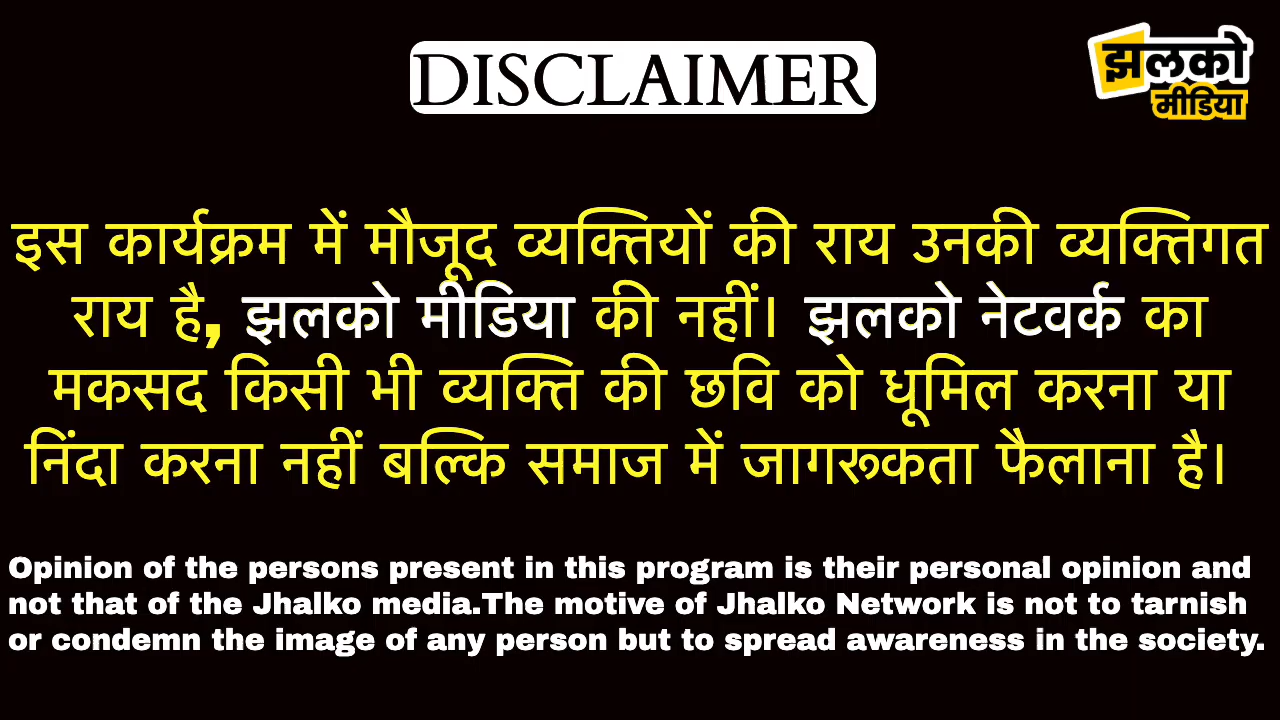 DISCLAIMER
झलको
मीडिया
इस कार्यक्रम में मौजूद व्यक्तियों की राय उनकी व्यक्तिगत
राय है, झलको मीडिया की नहीं। झलको नेटवर्क का
मकसद किसी भी व्यक्ति की छवि को धूमिल करना या
निंदा करना नहीं बल्कि समाज में जागरूकता फैलाना है।
Opinion of the persons present in this program is their personal opinion and
not that of the Jhalko media.The motive of Jhalko Network is not to tarnish
or condemn the image of any person but to spread awareness in the society.